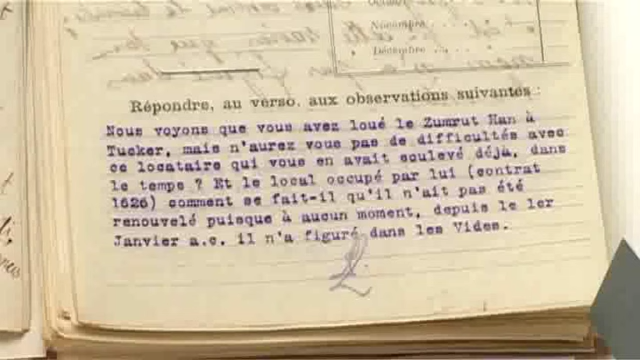 Novembre
Décembre
Répondre, au verso, aux observations suivantes :
Nous voyons que vous avez loué le Zumrut Han à
Tucker, mais n'aurez vous pas de difficultés avec
ce locataire qui vous en avait soulevé déjà, dans
le temps ? Et le local occupé par lui (contrat
1626) comment se fait-il qu'il n'ait pas été
renouvelé puisque à aucun moment, depuis le 1er
Janvier a.c. il n'a figuré dans les Vides.